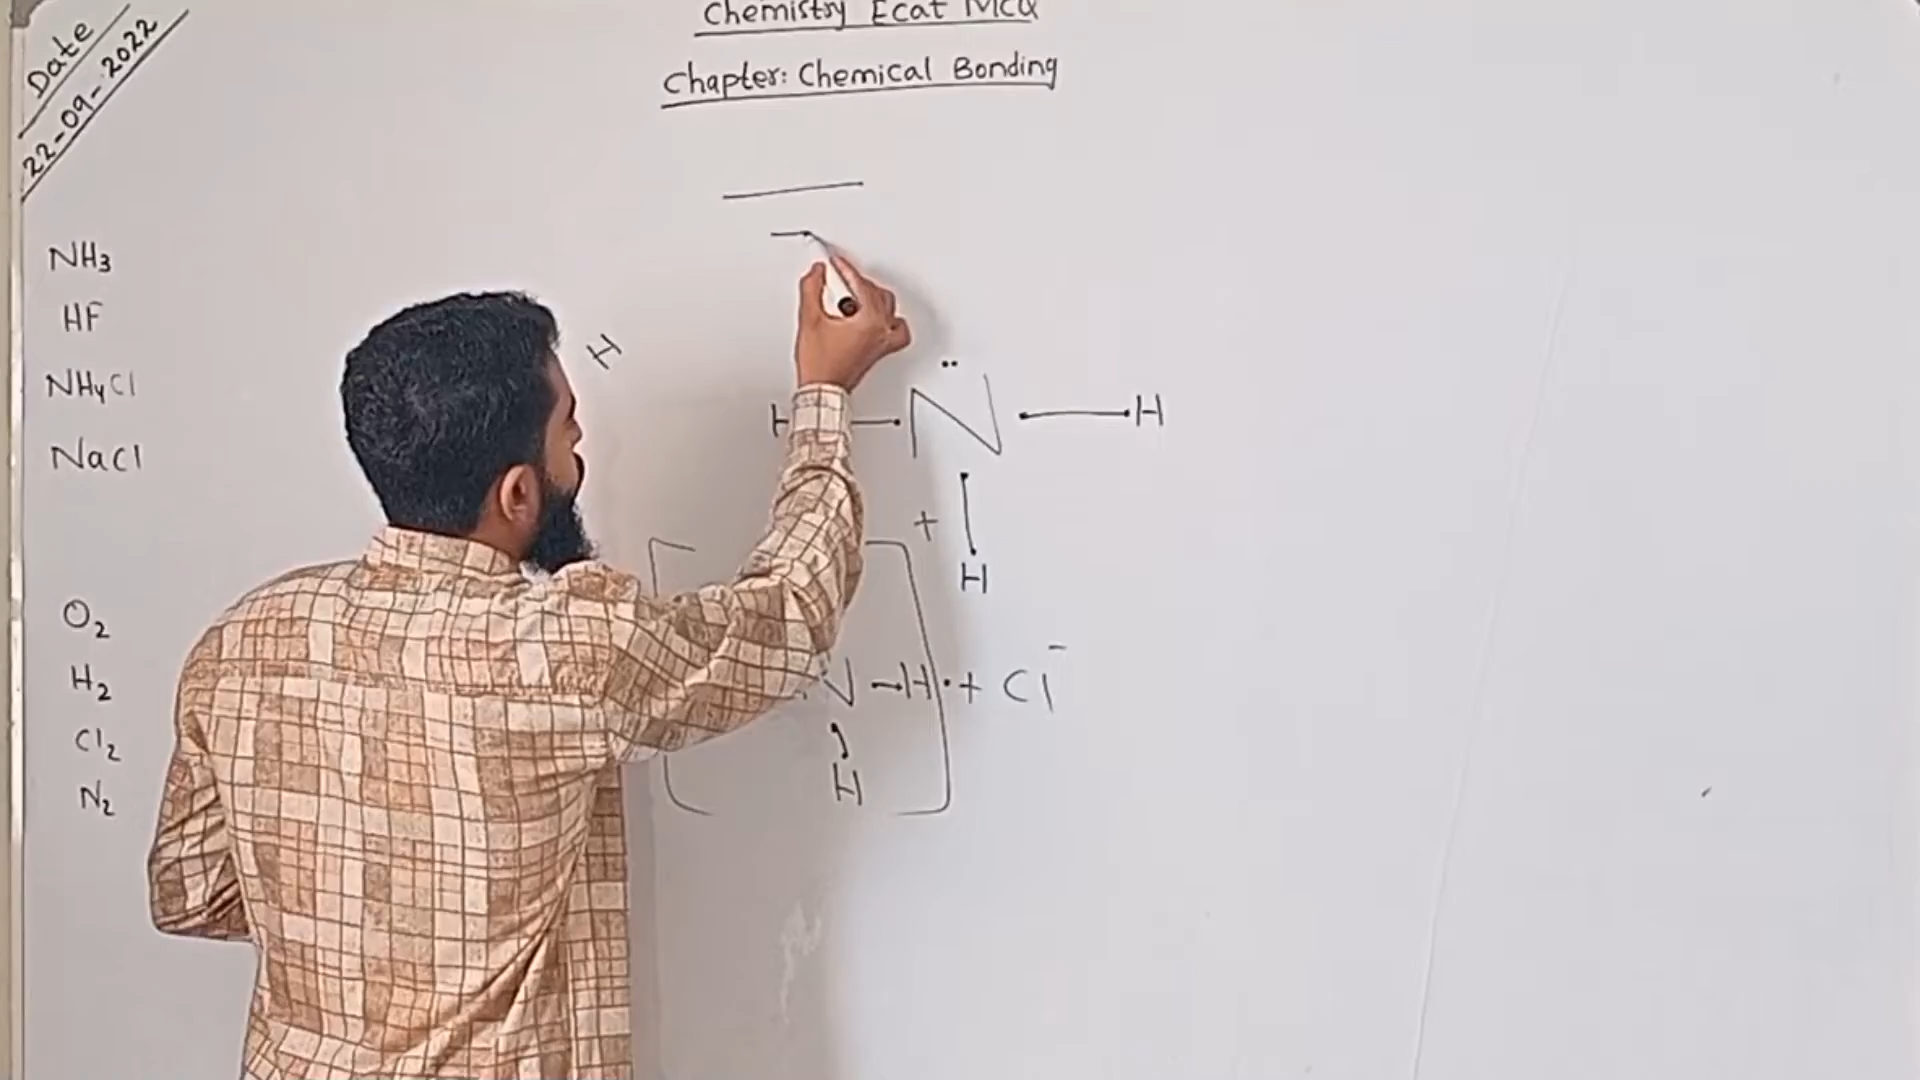 Chemistry Ecat MCQ
Chapter: Chemical Bonding
Date
22-09-2022
NH3
HF
NH4Cl
NaCl
O2
H2
Cl2
N2
H
H — N̈ — H
+
H
N - H + Cl⁻
H